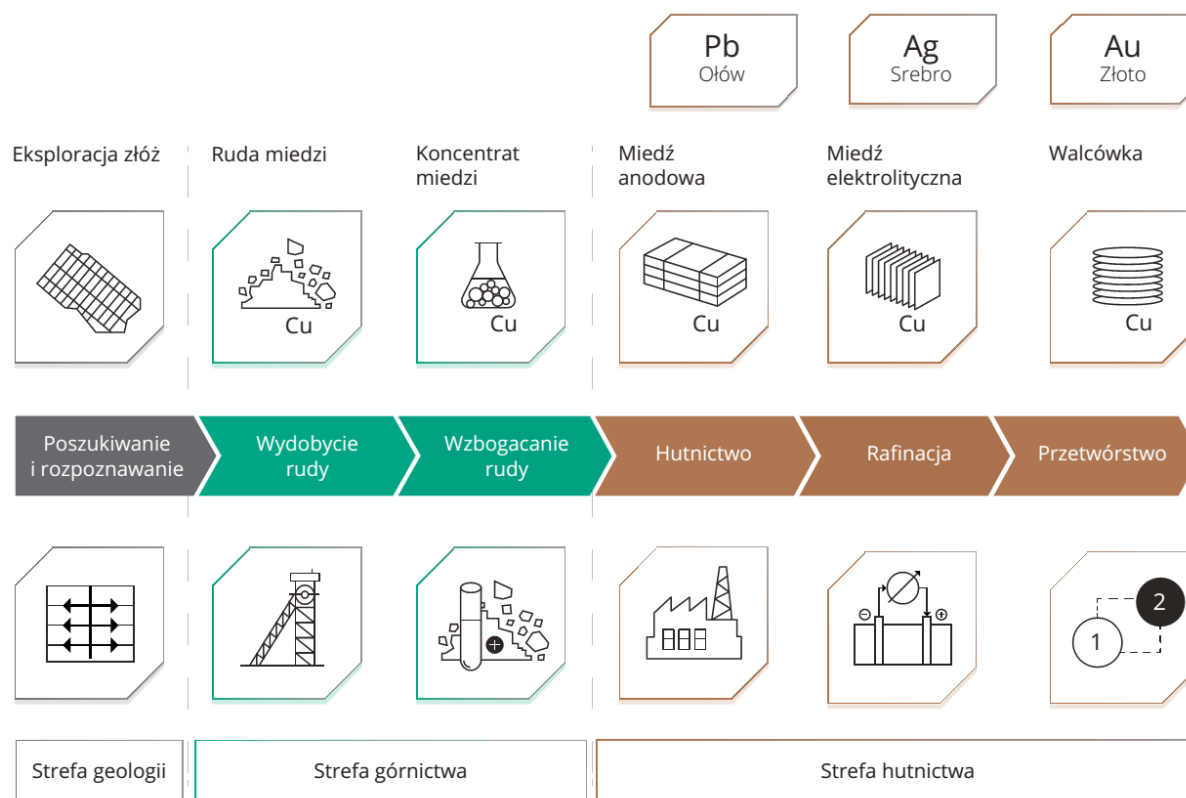 Pb
Ołów
Ag
Srebro
Au
Złoto
Eksploracja złóż
Ruda miedzi
Koncentrat
miedzi
Miedź
anodowa
Miedź
elektrolityczna
Walcówka
Cu
Cu
Cu
Cu
Cu
Poszukiwanie
i rozpoznawanie
Wydobycie
rudy
Wzbogacanie
rudy
Hutnictwo
Rafinacja
Przetwórstwo
1
2
Strefa geologii
Strefa górnictwa
Strefa hutnictwa